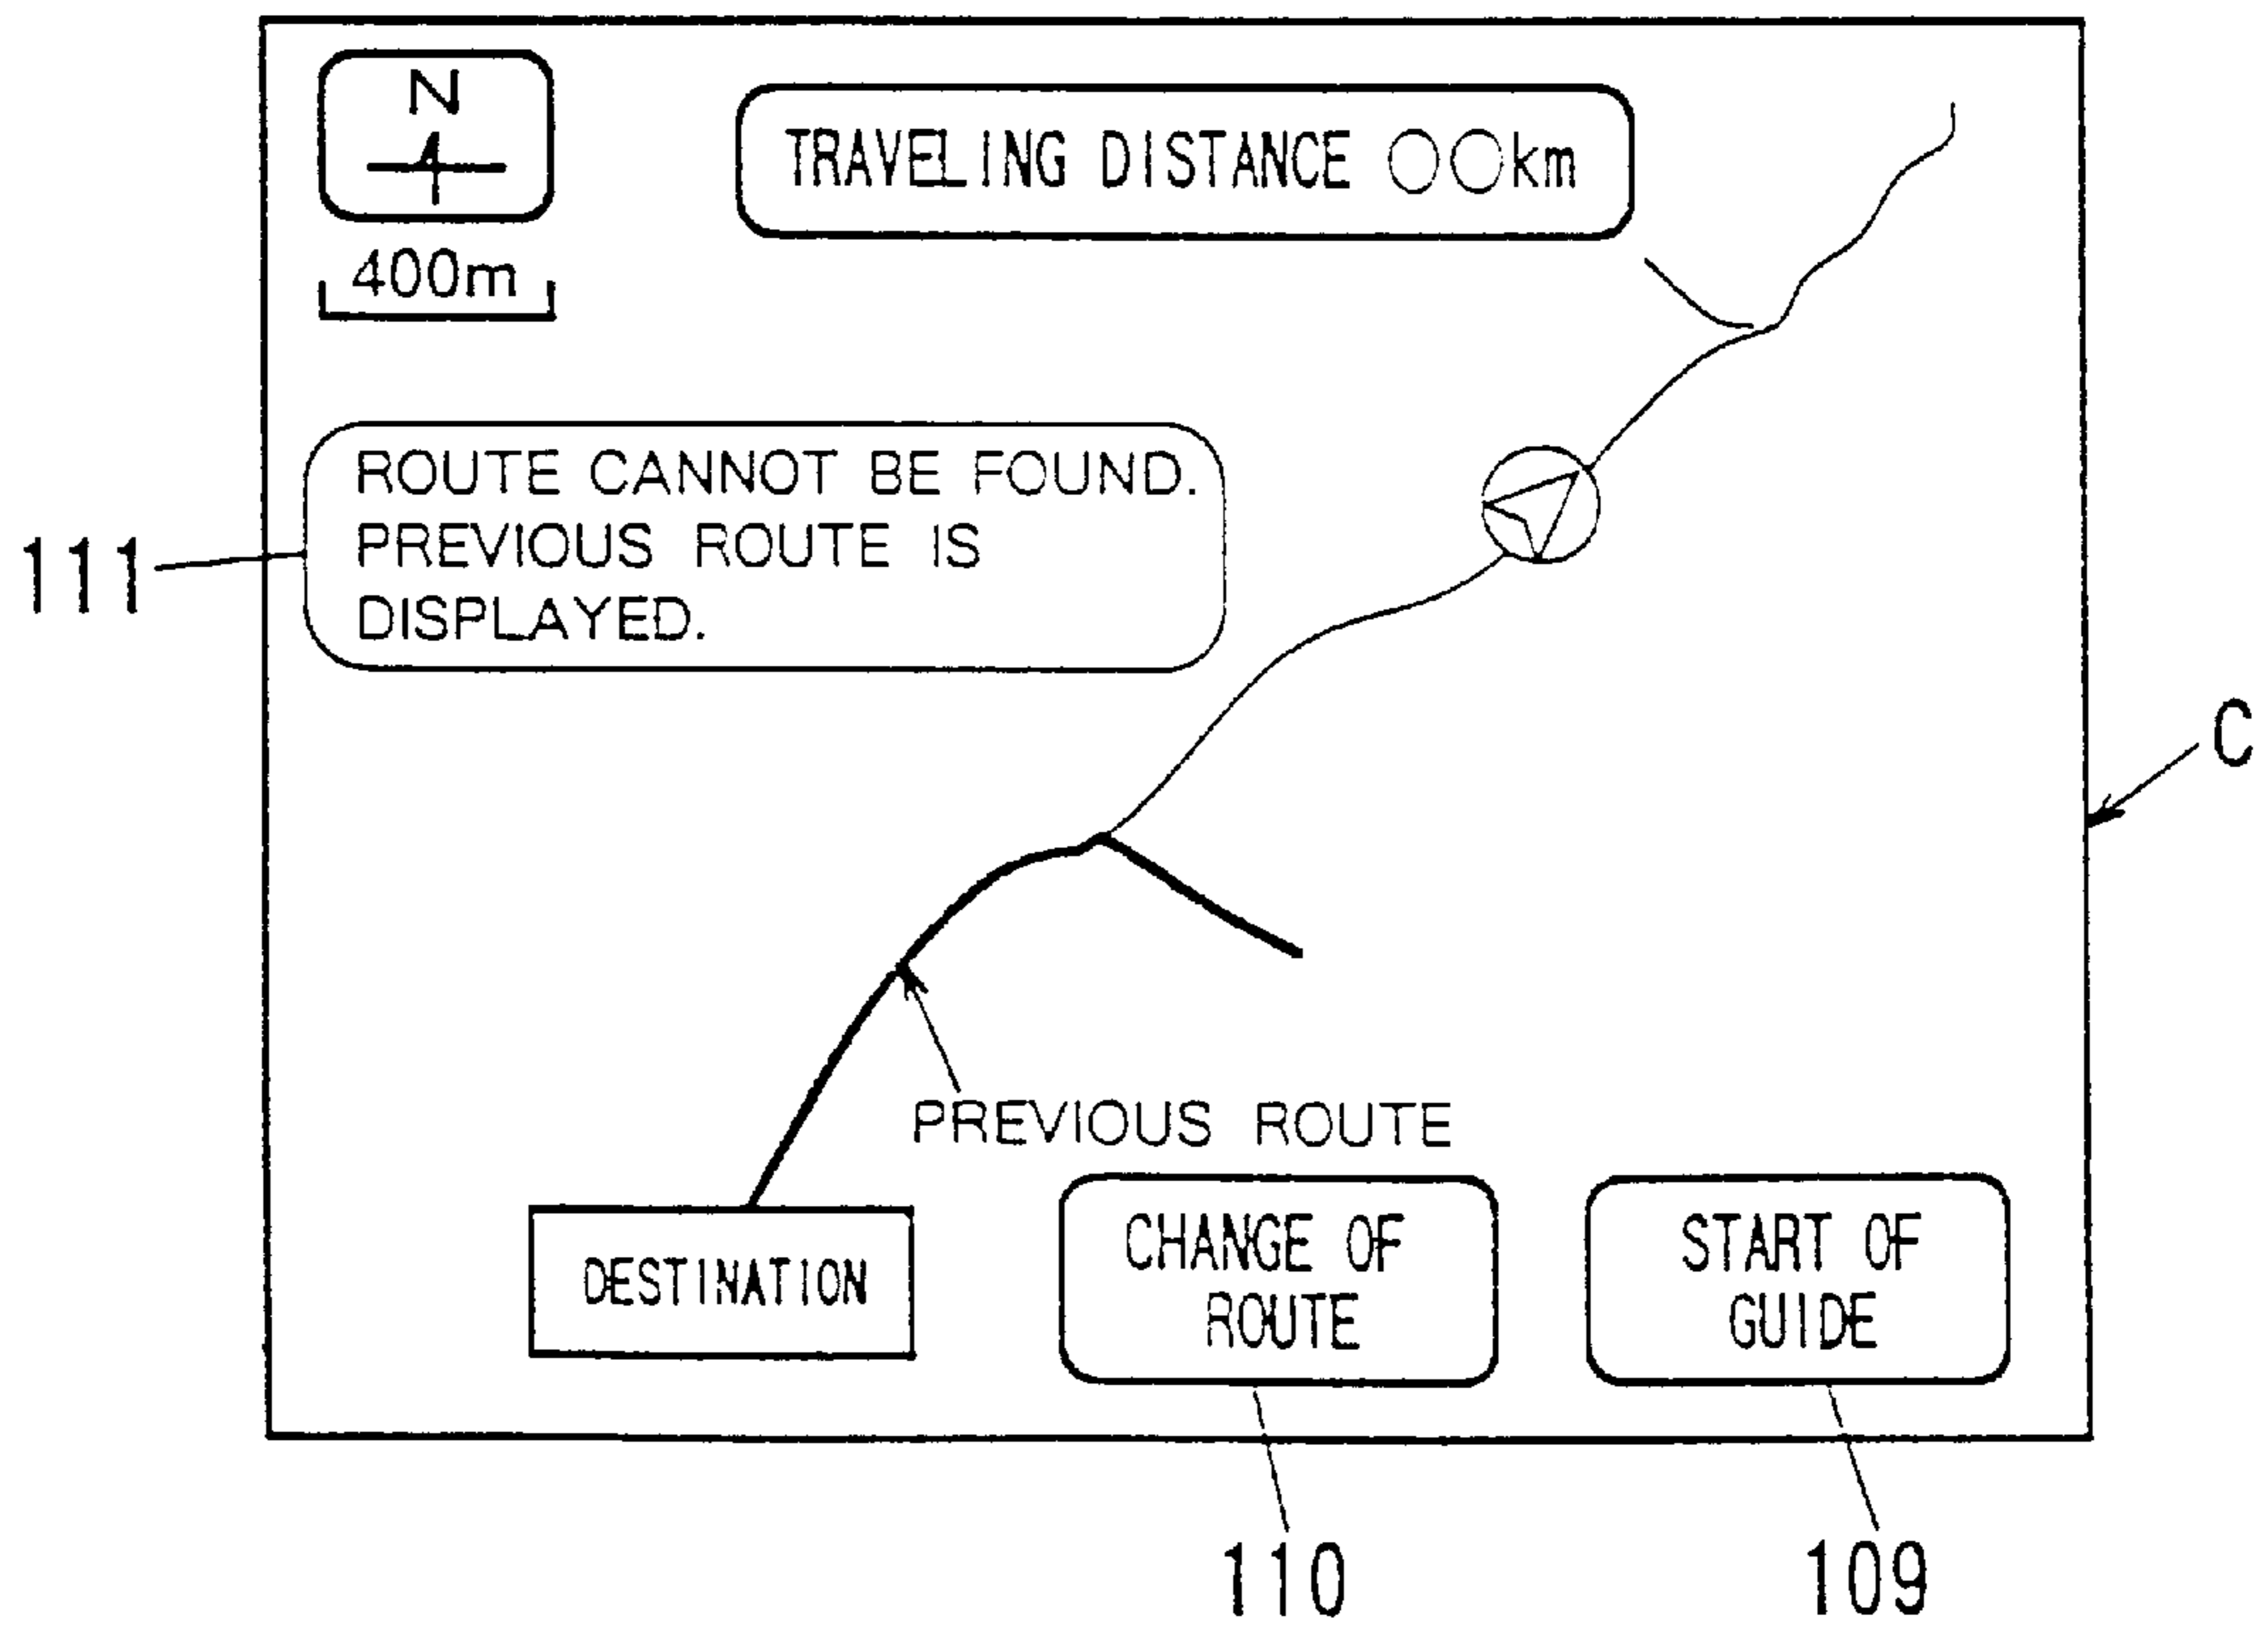 N
TRAVELING DISTANCE ○○km
400m
ROUTE CANNOT BE FOUND.
PREVIOUS ROUTE IS
DISPLAYED.
111
C
PREVIOUS ROUTE
DESTINATION
CHANGE OF
ROUTE
START OF
GUIDE
110
109